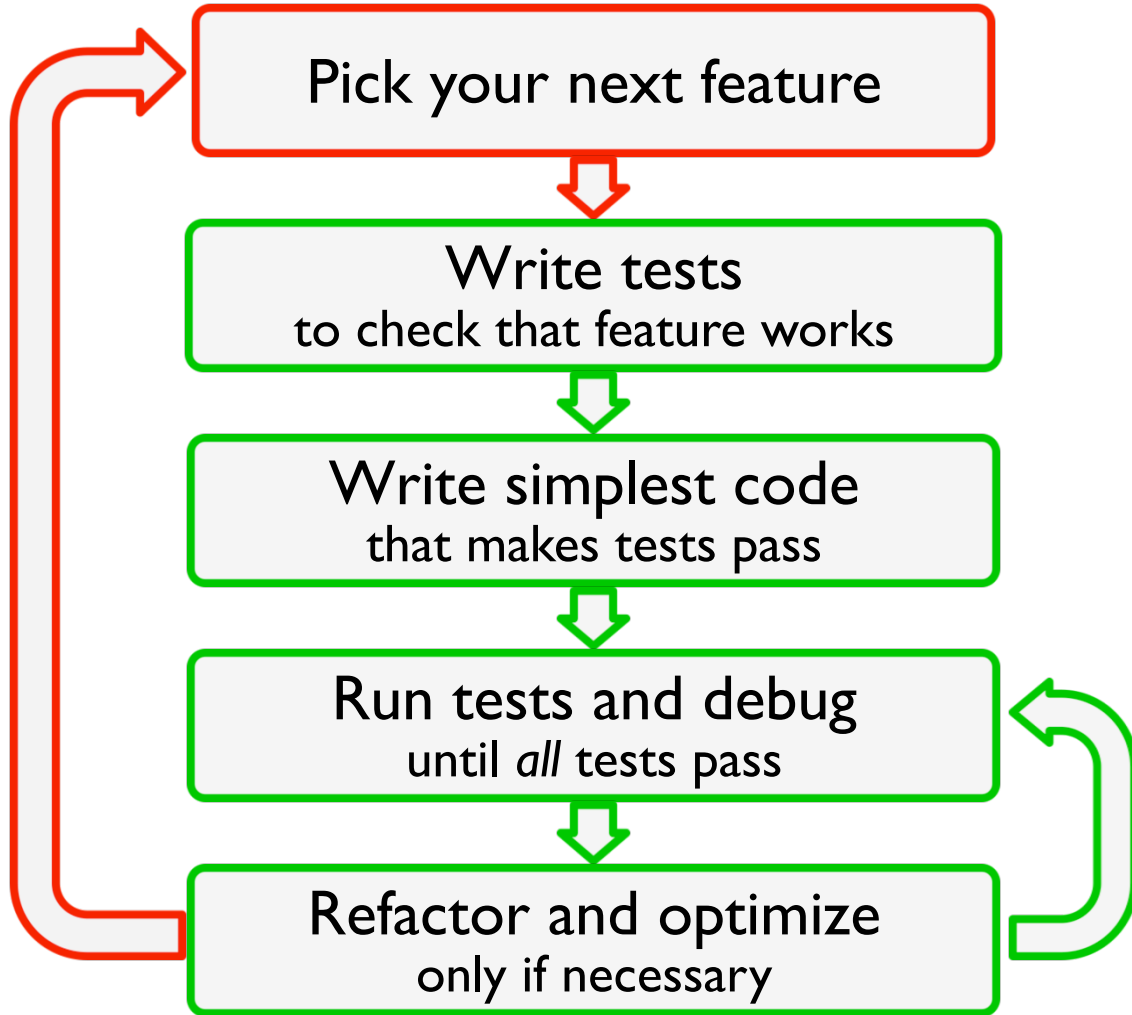 Pick your next feature
Write tests
to check that feature works
Write simplest code
that makes tests pass
Run tests and debug
until all tests pass
Refactor and optimize
only if necessary